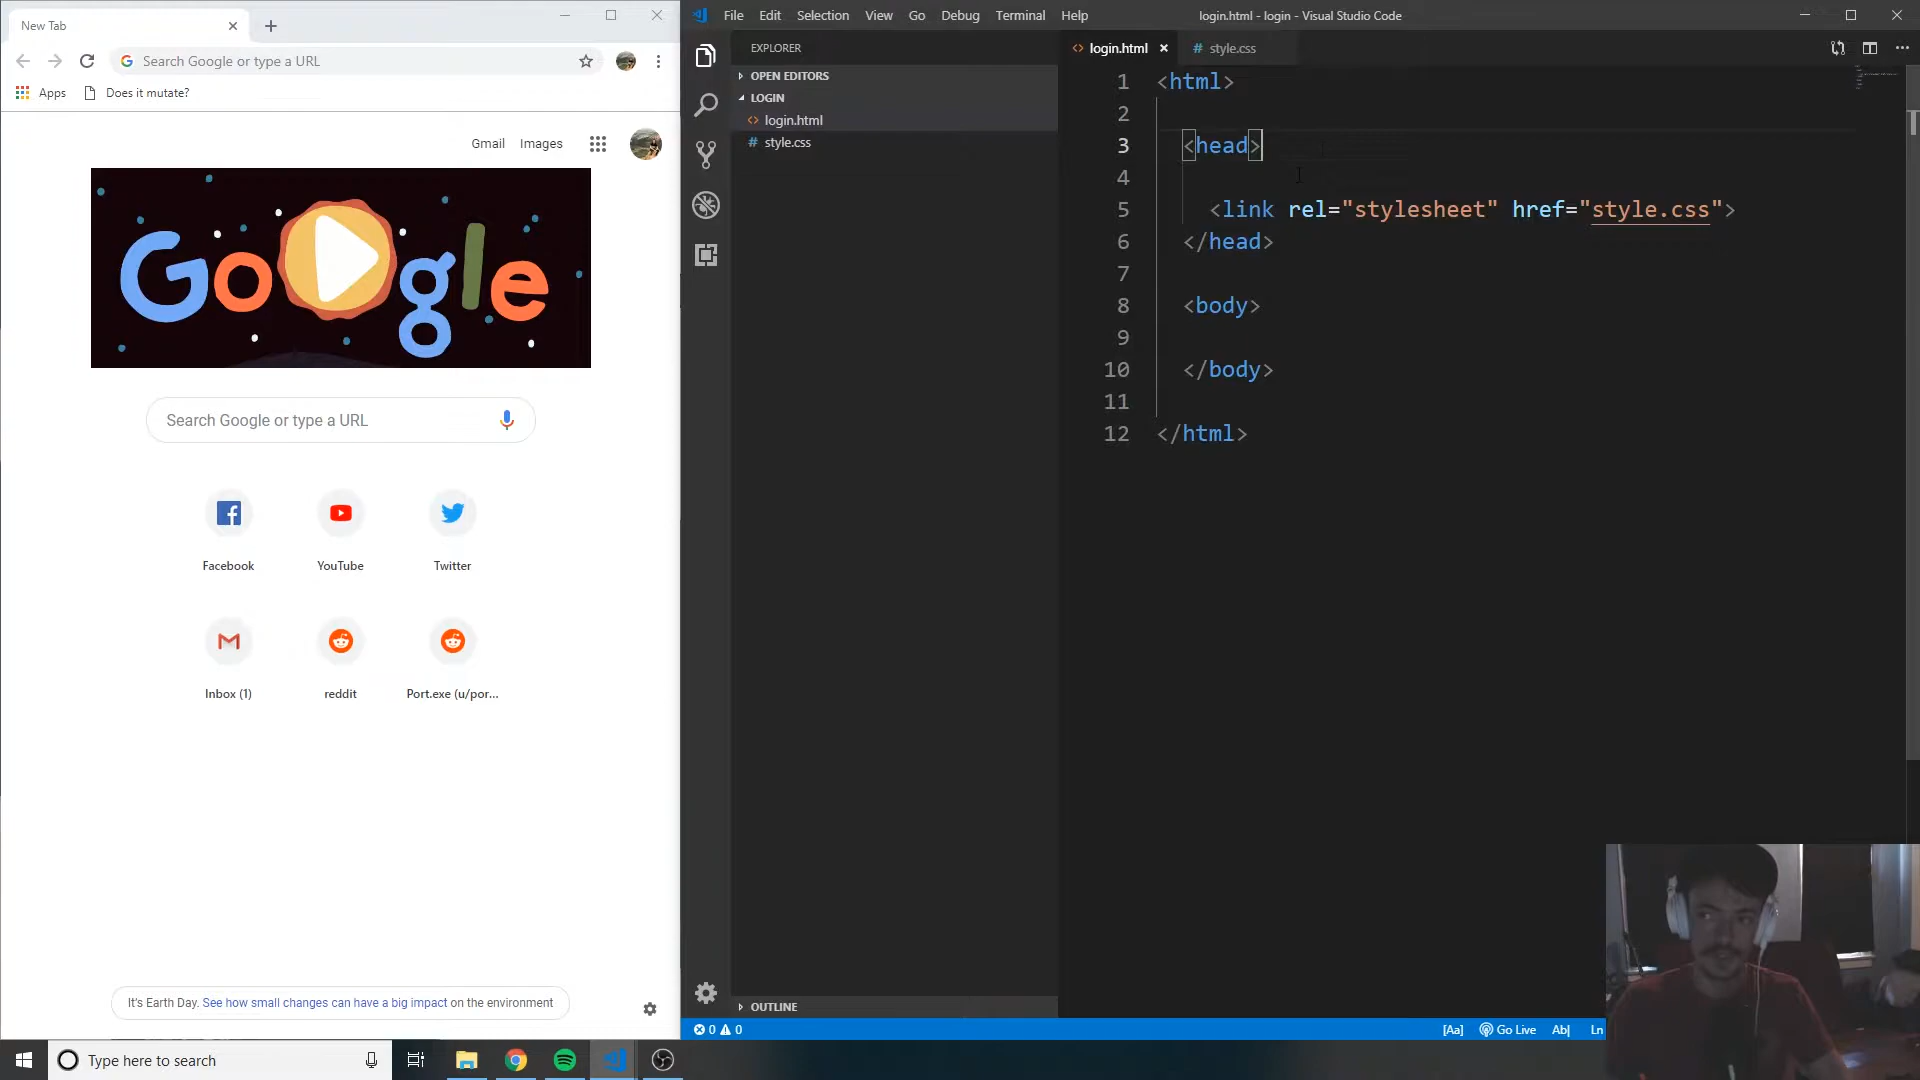 New Tab
Search Google or type a URL
Apps
Does it mutate?
Gmail
Images
Google
Search Google or type a URL
Facebook
YouTube
Twitter
Inbox (1)
reddit
Port.exe (u/por...
It's Earth Day. See how small changes can have a big impact on the environment
File
Edit
Selection
View
Go
Debug
Terminal
Help
login.html - login - Visual Studio Code
EXPLORER
OPEN EDITORS
LOGIN
<> login.html
# style.css
OUTLINE
<> login.html
# style.css
1 <html>
2
3 <head>
4
5 <link rel="stylesheet" href="style.css">
6 </head>
7
8 <body>
9
10 </body>
11
12 </html>
0
0
[Aa]
Go Live
Ab|
Ln
Type here to search